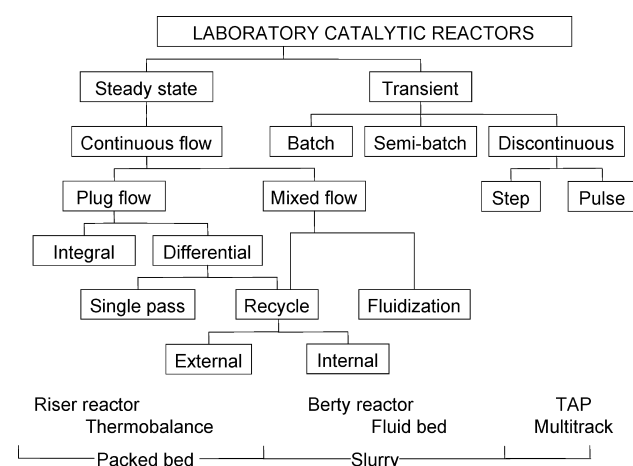 LABORATORY CATALYTIC REACTORS
Steady state Transient
Continuous flow Batch Semi-batch Discontinuous
Plug flow Mixed flow Step Pulse
Integral Differential
Single pass Recycle Fluidization
External Internal
Riser reactor Berty reactor TAP
Thermobalance Fluid bed Multitrack
Packed bed Slurry